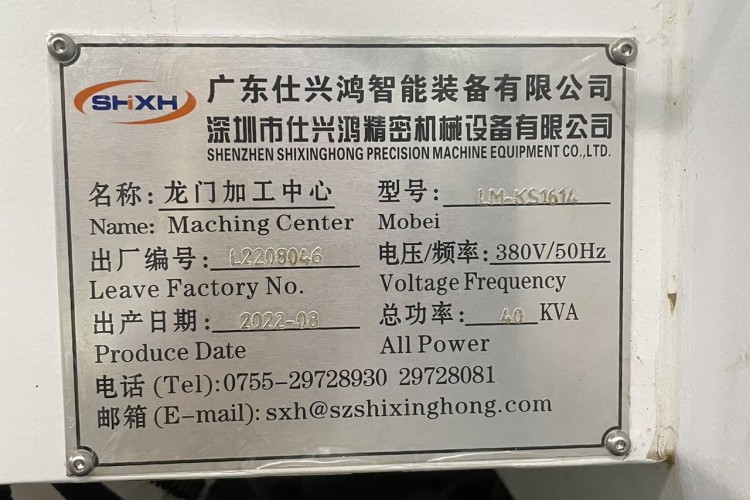 SHiXH
广东仕兴鸿智能装备有限公司
深圳市仕兴鸿精密机械设备有限公司
SHENZHEN SHIXINGHONG PRECISION MACHINE EQUIPMENT CO.,LTD.
名称: 龙门加工中心 型号: LM-KS1614
Name: Maching Center Mobei
出厂编号: L2208046 电压/频率: 380V/50Hz
Leave Factory No. Voltage Frequency
出产日期: 2022-08 总功率: 40 KVA
Produce Date All Power
电话 (Tel):0755-29728930 29728081
邮箱 (E-mail): sxh@szshixinghong.com